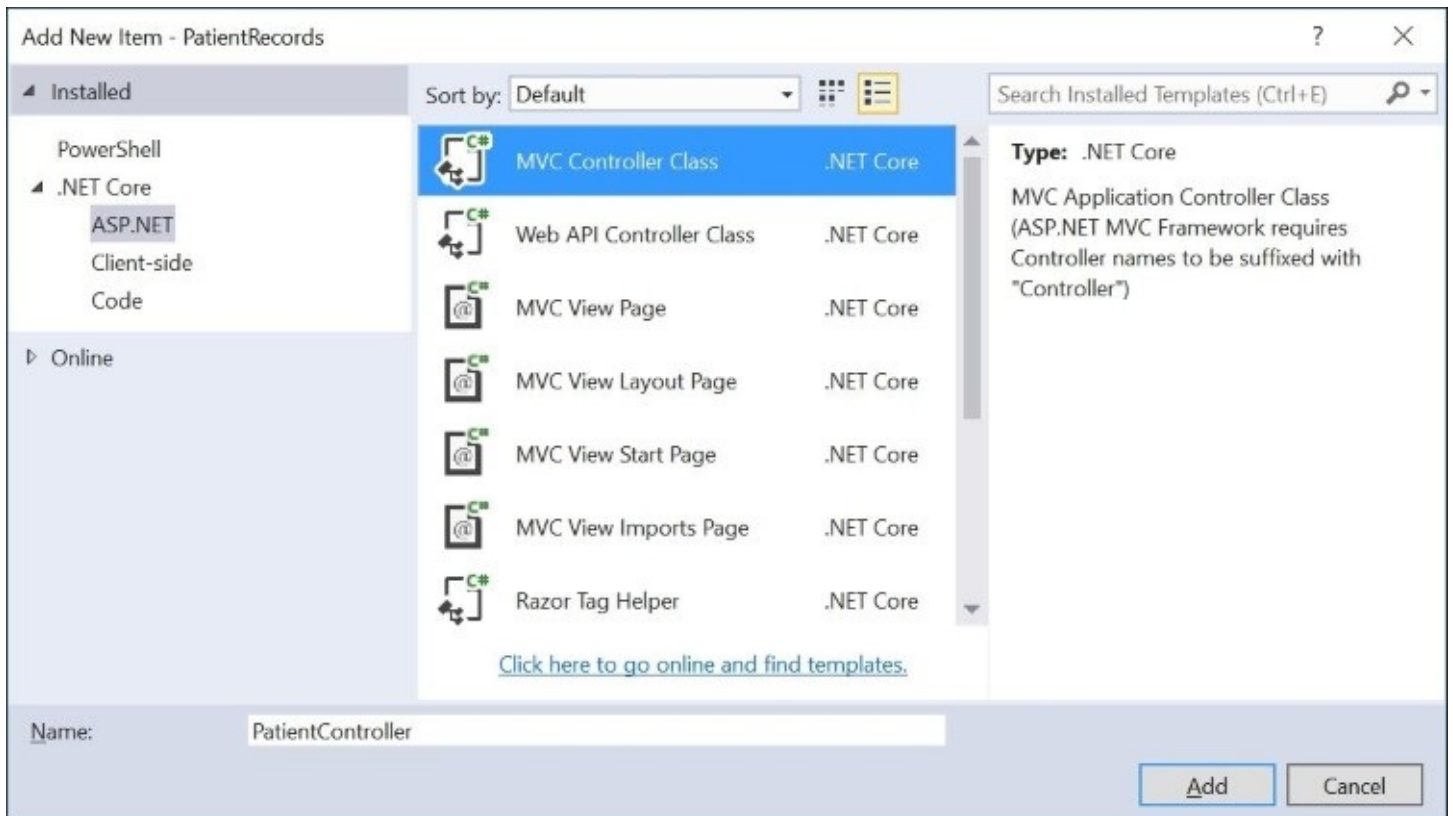 Add New Item - PatientRecords
?
Installed
Sort by: Default
Search Installed Templates (Ctrl+E)
PowerShell
.NET Core
ASP.NET
Client-side
Code
Online
C# MVC Controller Class .NET Core
C# Web API Controller Class .NET Core
C# @ MVC View Page .NET Core
C# @ MVC View Layout Page .NET Core
C# @ MVC View Start Page .NET Core
C# @ MVC View Imports Page .NET Core
C# Razor Tag Helper .NET Core
Click here to go online and find templates.
Type: .NET Core
MVC Application Controller Class
(ASP.NET MVC Framework requires
Controller names to be suffixed with
"Controller")
Name: PatientController
Add
Cancel